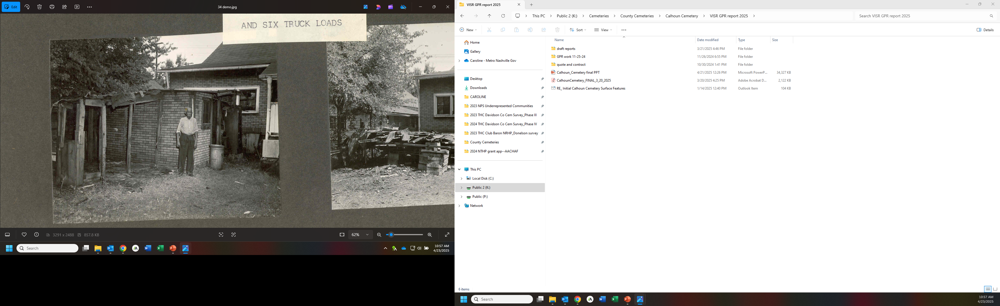 Edit
34 demo.jpg
AND SIX TRUCK LOADS
3291 x 2488
857.8 KB
62%
Search
10:57 AM
4/23/2025
VISR GPR report 2025
This PC
Public 2 (K:)
Cemeteries
County Cemeteries
Calhoun Cemetery
VISR GPR report 2025
Search VISR GPR report 2025
New
Sort
View
Details
Home
Gallery
Caroline - Metro Nashville Gov
Desktop
Downloads
CAROLINE
2023 NPS Underrepresented Communities
2023 THC Davidson Co Cem Survey_Phase III
2024 THC Davidson Co Cem Survey_Phase IV
2023 THC Club Baron NRHP_Donelson survey
County Cemeteries
2024 NTHP grant app--AACHAF
This PC
Local Disk (C:)
Public 2 (K:)
Public (P:)
Network
Name Date modified Type Size
draft reports 3/21/2025 4:46 PM File folder
GPR work 11-25-24 11/26/2024 6:55 PM File folder
quote and contract 10/30/2024 1:41 PM File folder
Calhoun_Cemetery final PPT 4/21/2025 12:26 PM Microsoft PowerP... 34,327 KB
CalhounCemetery_FINAL_3_20_2025 3/20/2025 4:25 PM Adobe Acrobat D... 2,122 KB
RE_ Initial Calhoun Cemetery Surface Features 1/14/2025 12:40 PM Outlook Item 104 KB
6 items
Search
10:57 AM
4/23/2025